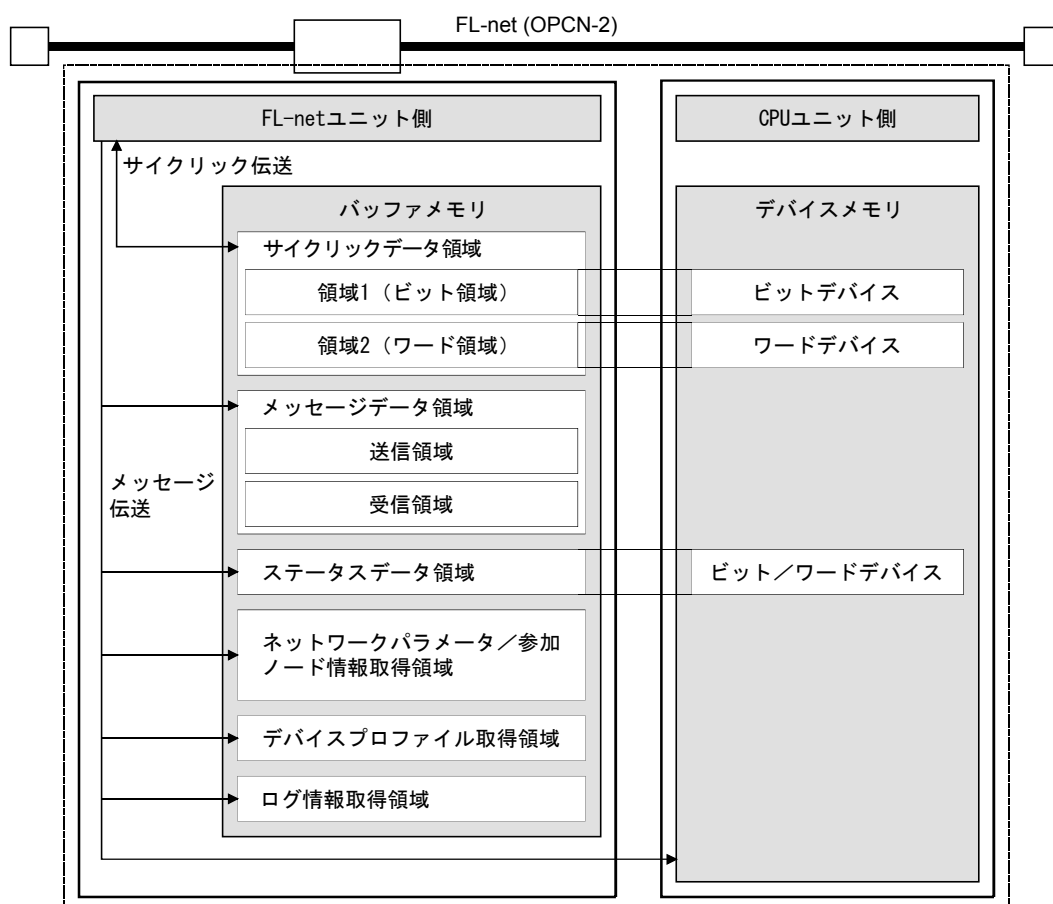 FL-net (OPCN-2)
FL-netユニット側
CPUユニット側
サイクリック伝送
バッファメモリ
デバイスメモリ
サイクリックデータ領域
領域1（ビット領域）
ビットデバイス
領域2（ワード領域）
ワードデバイス
メッセージデータ領域
送信領域
メッセージ
伝送
受信領域
ステータスデータ領域
ビット／ワードデバイス
ネットワークパラメータ／参加
ノード情報取得領域
デバイスプロファイル取得領域
ログ情報取得領域